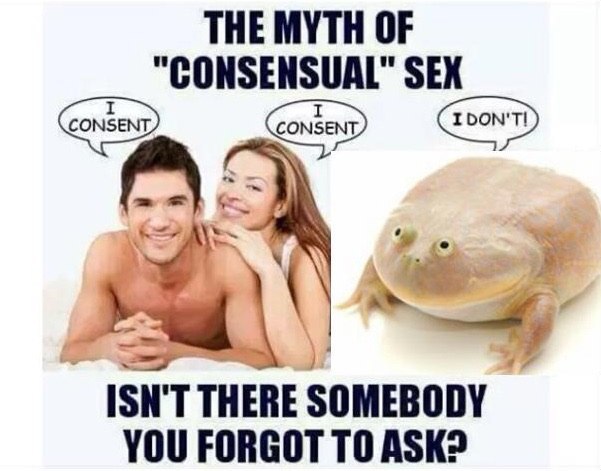 THE MYTH OF
"CONSENSUAL" SEX
I
CONSENT
I
CONSENT
I DON'T!
ISN'T THERE SOMEBODY
YOU FORGOT TO ASK?